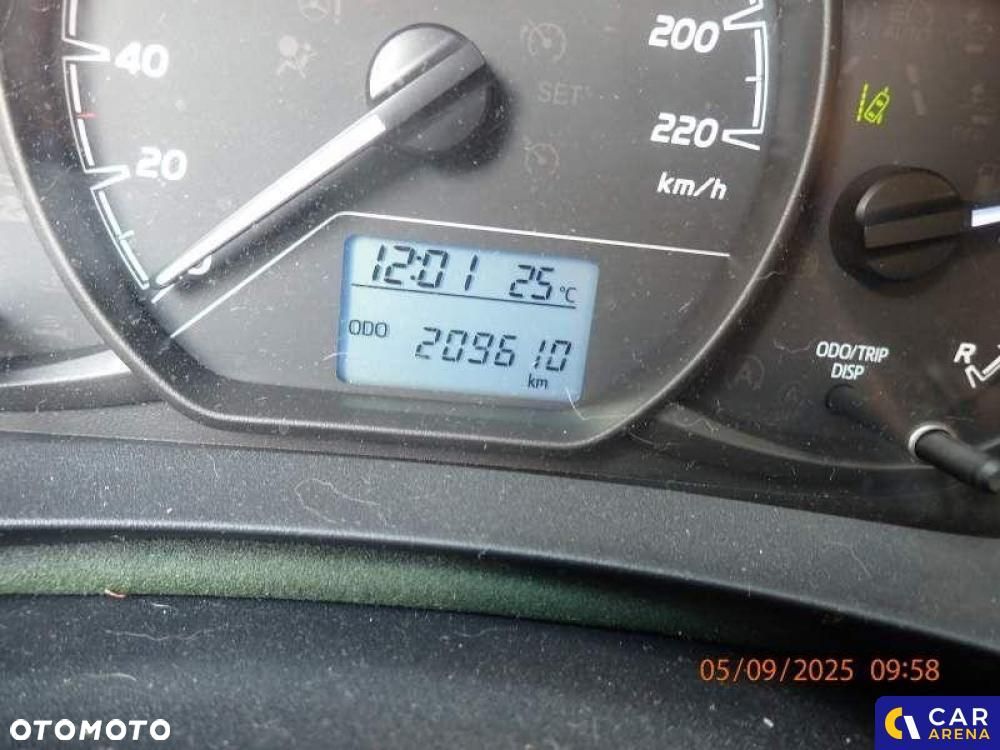 200
40
SET
220
20
km/h
0
12:01 25 °C
ODO 209610
km
ODO/TRIP
DISP
R
05/09/2025 09:58
OTOMOTO
CAR
ARENA